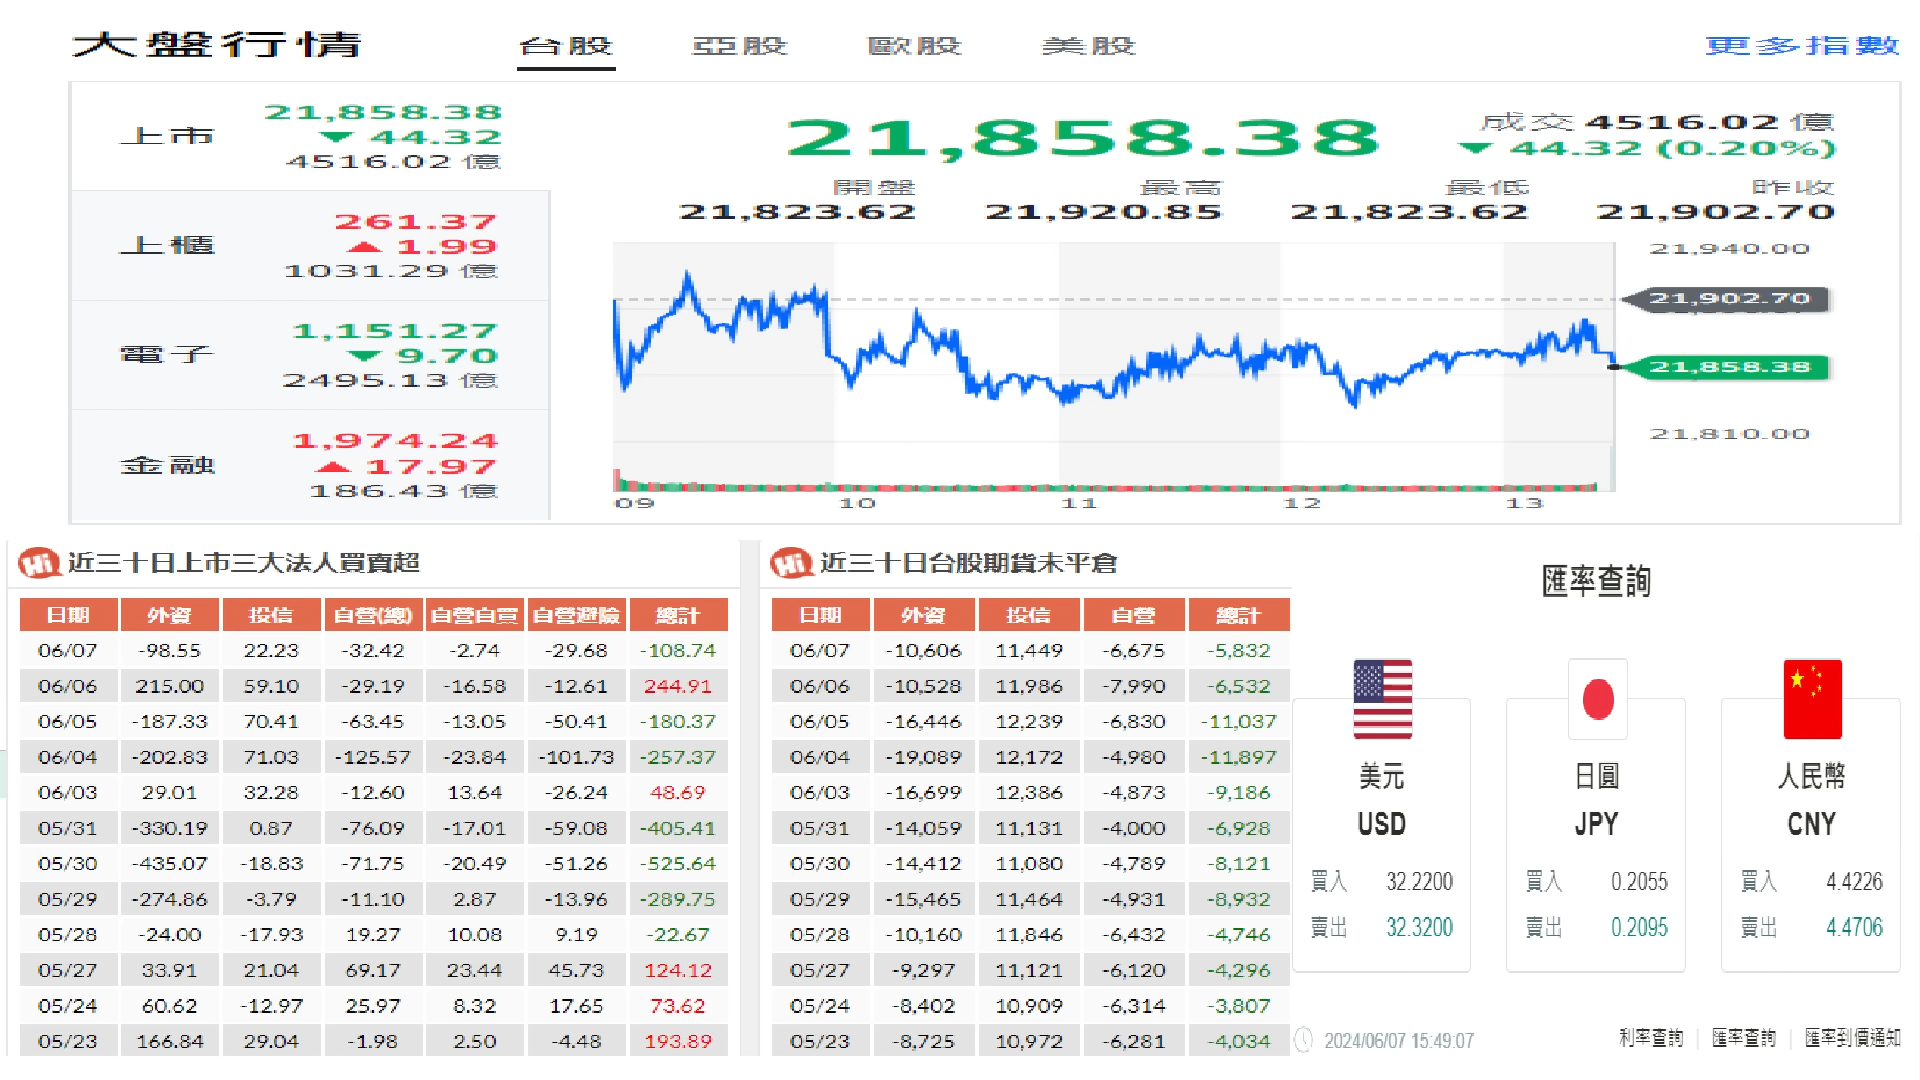 大盤行情 台股 亞股 歐股 美股 更多指數
上市 21,858.38
▼ 44.32
4516.02 億
上櫃 261.37
▲ 1.99
1031.29 億
電子 1,151.27
▼ 9.70
2495.13 億
金融 1,974.24
▲ 17.97
186.43 億
21,858.38
成交 4516.02 億
▼ 44.32 (0.20%)
開盤 最高 最低 昨收
21,823.62 21,920.85 21,823.62 21,902.70
21,940.00
21,902.70
21,858.38
21,810.00
09 10 11 12 13
Hi 近三十日上市三大法人買賣超
日期 外資 投信 自營(總) 自營自買 自營避險 總計
06/07 -98.55 22.23 -32.42 -2.74 -29.68 -108.74
06/06 215.00 59.10 -29.19 -16.58 -12.61 244.91
06/05 -187.33 70.41 -63.45 -13.05 -50.41 -180.37
06/04 -202.83 71.03 -125.57 -23.84 -101.73 -257.37
06/03 29.01 32.28 -12.60 13.64 -26.24 48.69
05/31 -330.19 0.87 -76.09 -17.01 -59.08 -405.41
05/30 -435.07 -18.83 -71.75 -20.49 -51.26 -525.64
05/29 -274.86 -3.79 -11.10 2.87 -13.96 -289.75
05/28 -24.00 -17.93 19.27 10.08 9.19 -22.67
05/27 33.91 21.04 69.17 23.44 45.73 124.12
05/24 60.62 -12.97 25.97 8.32 17.65 73.62
05/23 166.84 29.04 -1.98 2.50 -4.48 193.89
Hi 近三十日台股期貨未平倉
日期 外資 投信 自營 總計
06/07 -10,606 11,449 -6,675 -5,832
06/06 -10,528 11,986 -7,990 -6,532
06/05 -16,446 12,239 -6,830 -11,037
06/04 -19,089 12,172 -4,980 -11,897
06/03 -16,699 12,386 -4,873 -9,186
05/31 -14,059 11,131 -4,000 -6,928
05/30 -14,412 11,080 -4,789 -8,121
05/29 -15,465 11,464 -4,931 -8,932
05/28 -10,160 11,846 -6,432 -4,746
05/27 -9,297 11,121 -6,120 -4,296
05/24 -8,402 10,909 -6,314 -3,807
05/23 -8,725 10,972 -6,281 -4,034
匯率查詢
美元 日圓 人民幣
USD JPY CNY
買入 32.2200 買入 0.2055 買入 4.4226
賣出 32.3200 賣出 0.2095 賣出 4.4706
2024/06/07 15:49:07 利率查詢 匯率查詢 匯率到價通知